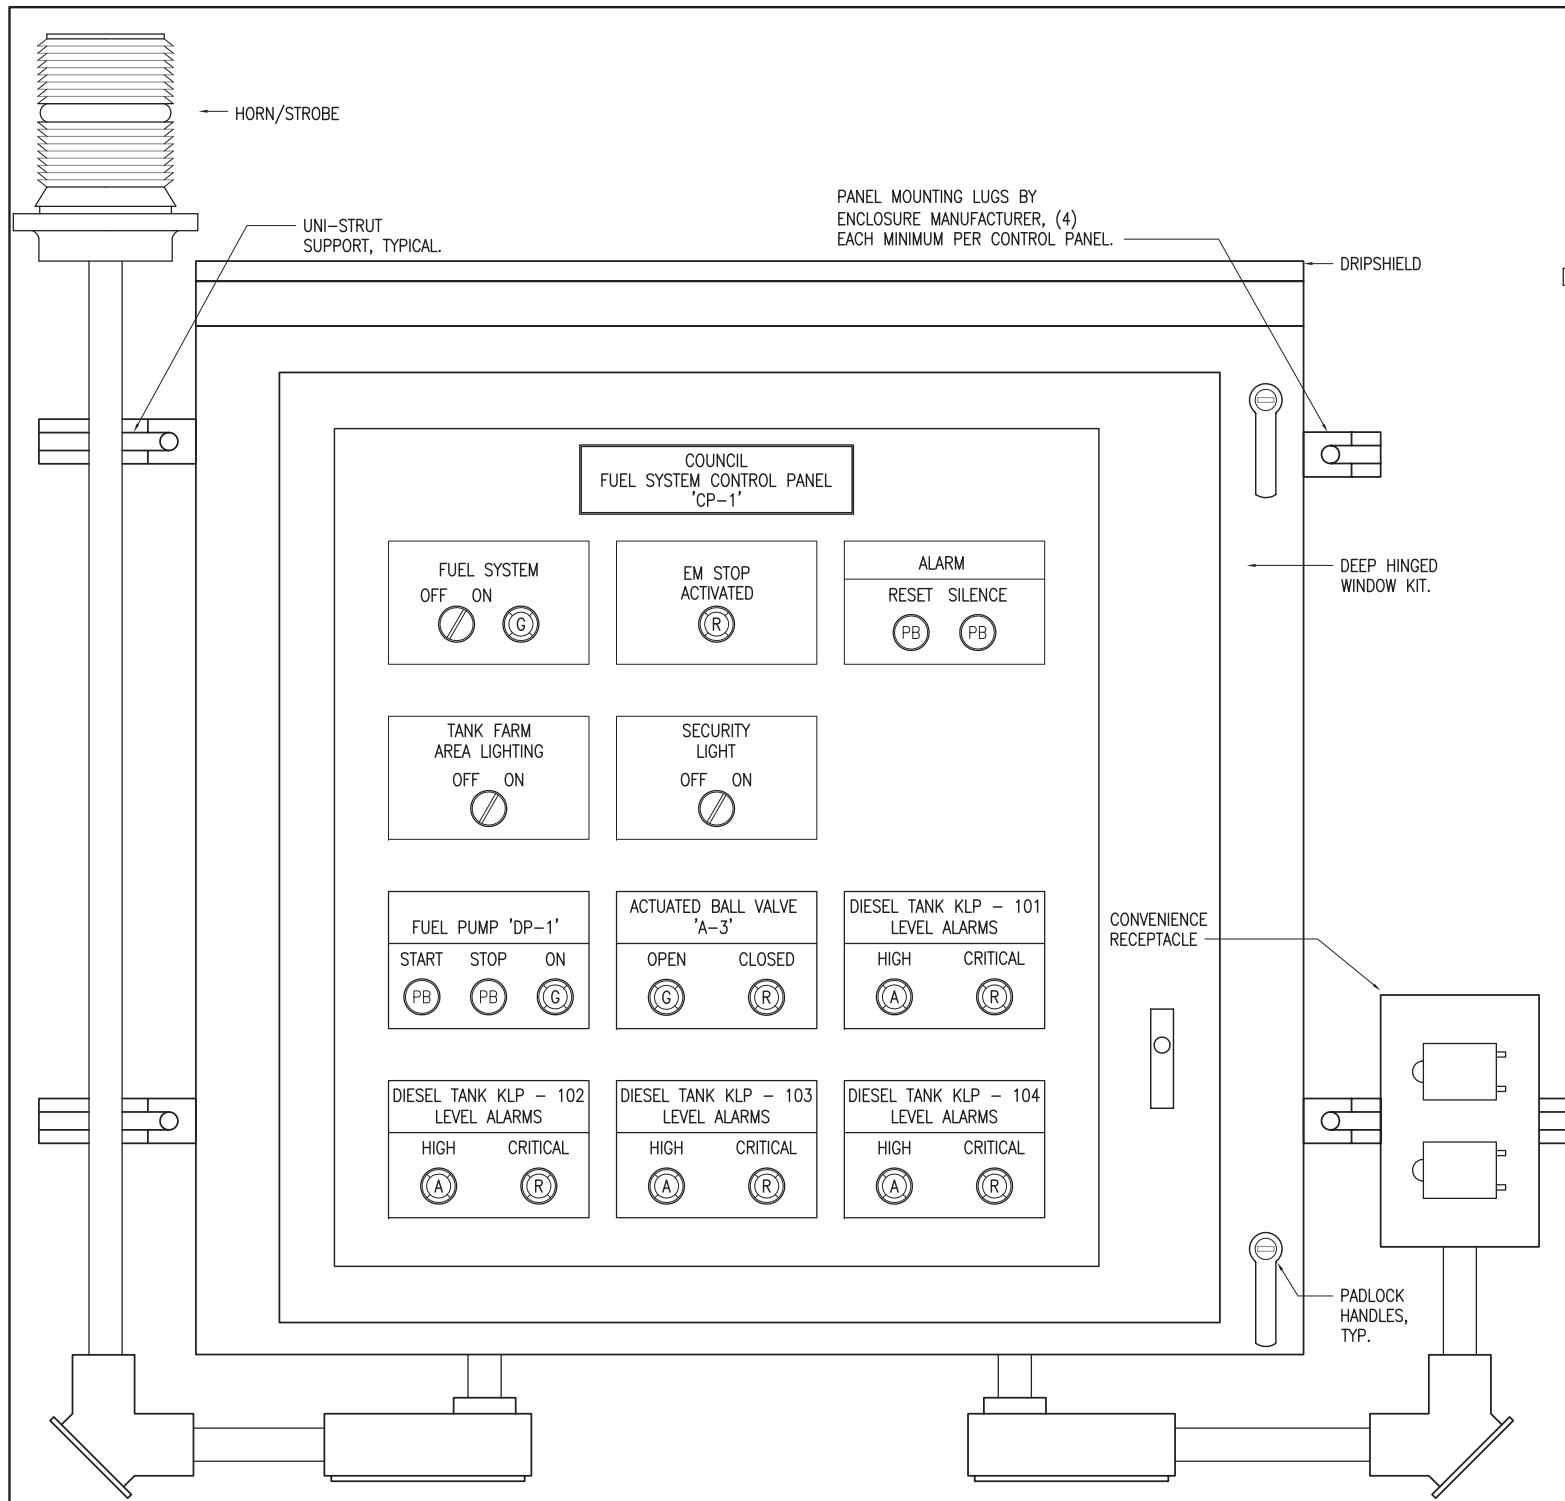 HORN/STROBE
UNI-STRUT
SUPPORT, TYPICAL.
PANEL MOUNTING LUGS BY
ENCLOSURE MANUFACTURER, (4)
EACH MINIMUM PER CONTROL PANEL.
DRIPSHIELD
COUNCIL
FUEL SYSTEM CONTROL PANEL
'CP-1'
FUEL SYSTEM
OFF ON
G
EM STOP
ACTIVATED
R
ALARM
RESET SILENCE
PB PB
DEEP HINGED
WINDOW KIT.
TANK FARM
AREA LIGHTING
OFF ON
SECURITY
LIGHT
OFF ON
FUEL PUMP 'DP-1'
START STOP ON
PB PB G
ACTUATED BALL VALVE
'A-3'
OPEN CLOSED
G R
DIESEL TANK KLP - 101
LEVEL ALARMS
HIGH CRITICAL
A R
CONVENIENCE
RECEPTACLE
DIESEL TANK KLP - 102
LEVEL ALARMS
HIGH CRITICAL
A R
DIESEL TANK KLP - 103
LEVEL ALARMS
HIGH CRITICAL
A R
DIESEL TANK KLP - 104
LEVEL ALARMS
HIGH CRITICAL
A R
PADLOCK
HANDLES,
TYP.